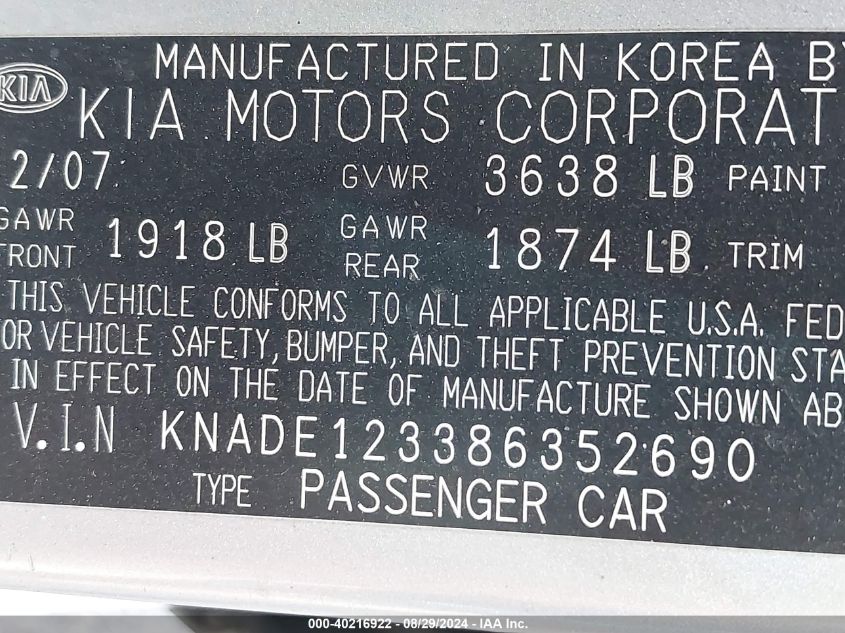 MANUFACTURED IN KOREA BY
KIA
KIA MOTORS CORPORAT
2/07 GVWR 3638 LB PAINT
GAWR FRONT 1918 LB GAWR REAR 1874 LB TRIM
THIS VEHICLE CONFORMS TO ALL APPLICABLE U.S.A. FED
OR VEHICLE SAFETY, BUMPER, AND THEFT PREVENTION STA
IN EFFECT ON THE DATE OF MANUFACTURE SHOWN AB
V.I.N KNADE123386352690
TYPE PASSENGER CAR
000-40216922 - 08/29/2024 - IAA Inc.